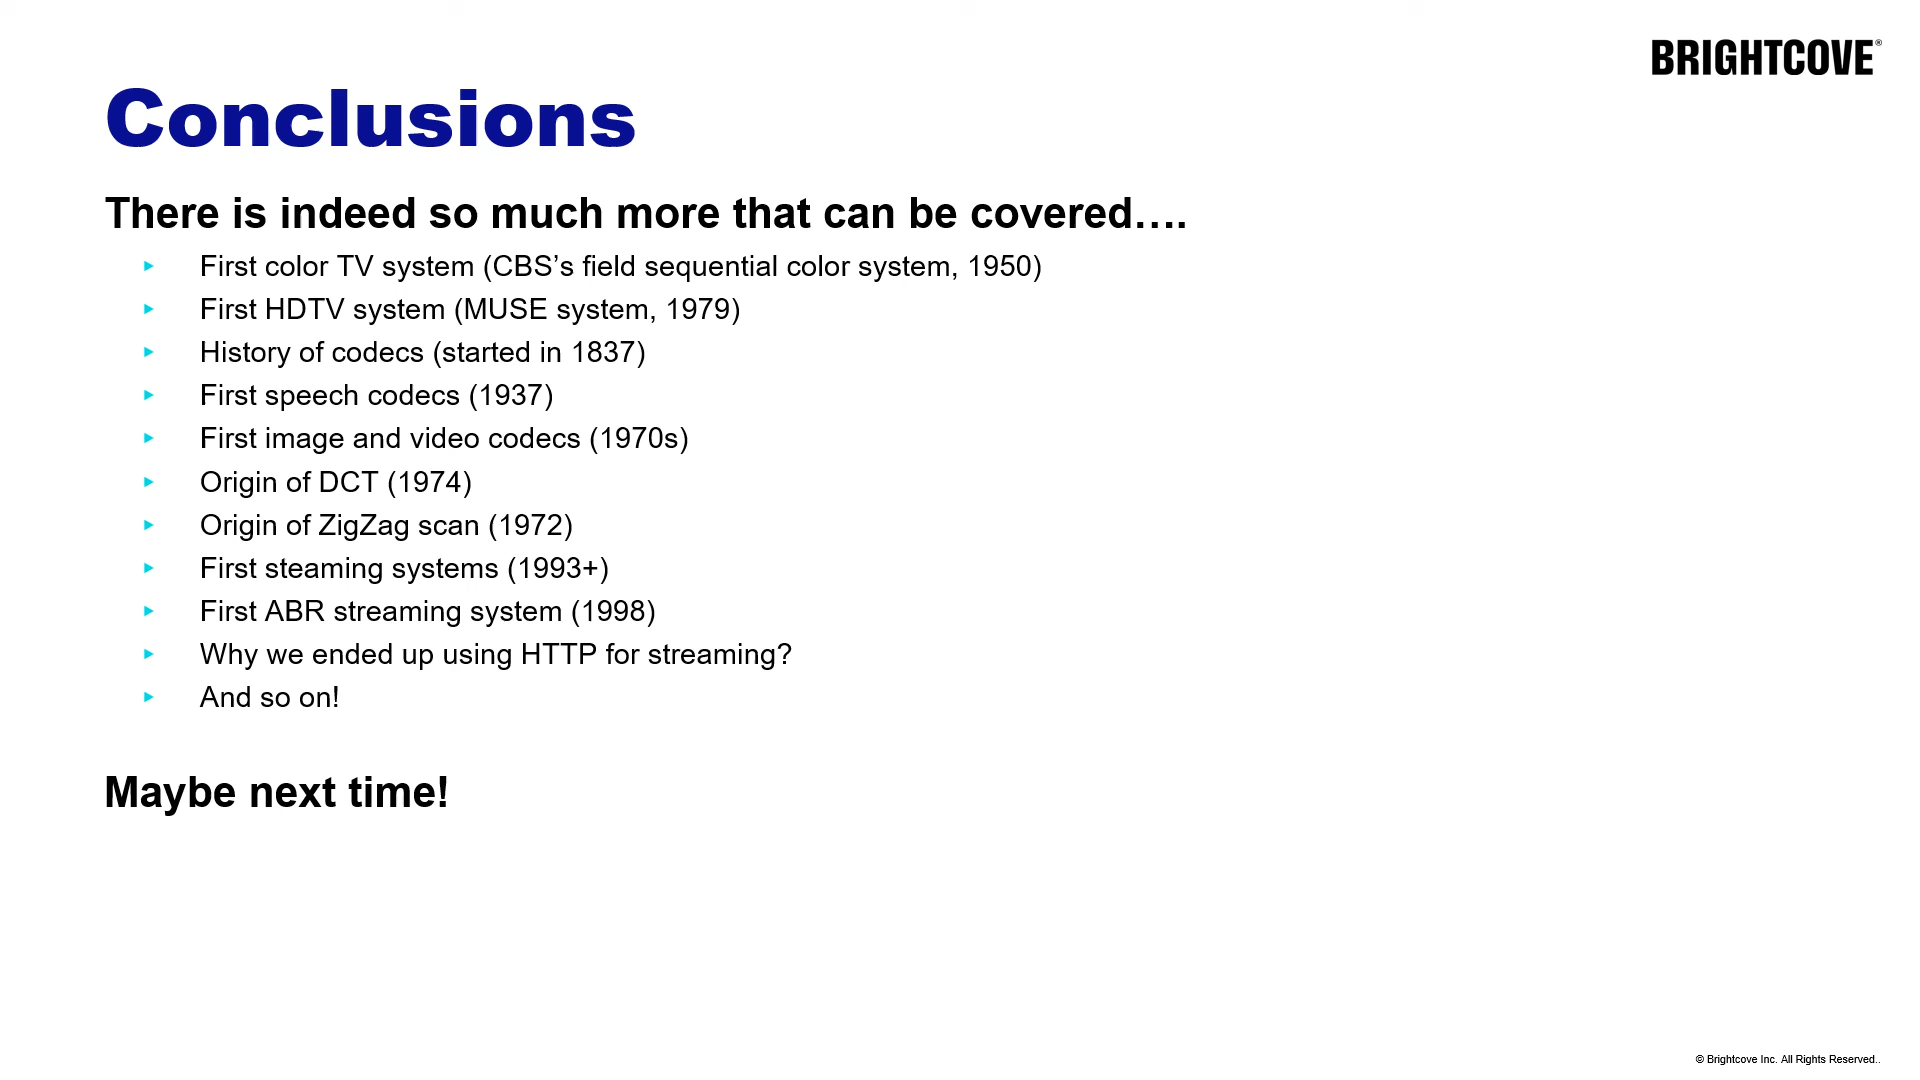 BRIGHTCOVE®
Conclusions
There is indeed so much more that can be covered….
First color TV system (CBS’s field sequential color system, 1950)
First HDTV system (MUSE system, 1979)
History of codecs (started in 1837)
First speech codecs (1937)
First image and video codecs (1970s)
Origin of DCT (1974)
Origin of ZigZag scan (1972)
First steaming systems (1993+)
First ABR streaming system (1998)
Why we ended up using HTTP for streaming?
And so on!
Maybe next time!
© Brightcove Inc. All Rights Reserved..